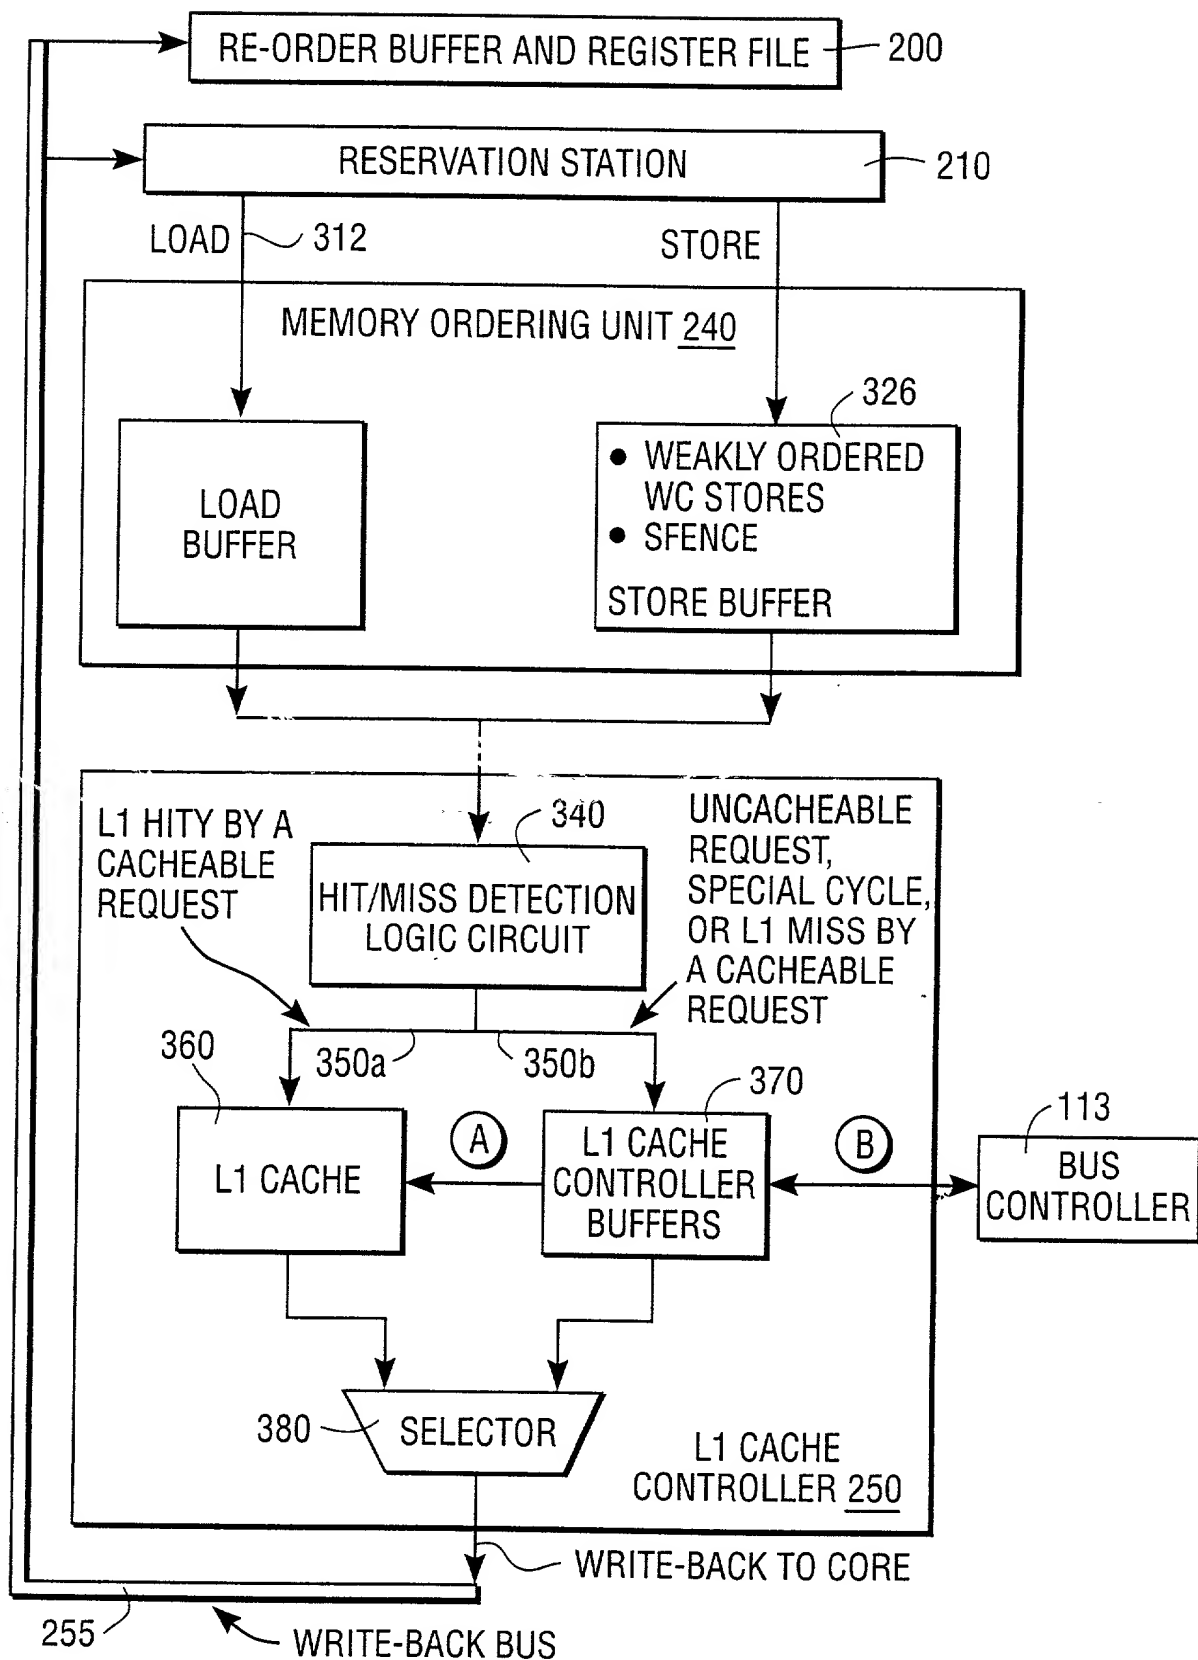 RE-ORDER BUFFER AND REGISTER FILE
200
RESERVATION STATION
210
LOAD
312
STORE
MEMORY ORDERING UNIT 240
326
LOAD
BUFFER
● WEAKLY ORDERED
WC STORES
● SFENCE
STORE BUFFER
L1 HITY BY A
CACHEABLE
REQUEST
340
HIT/MISS DETECTION
LOGIC CIRCUIT
UNCACHEABLE
REQUEST,
SPECIAL CYCLE,
OR L1 MISS BY
A CACHEABLE
REQUEST
350a
350b
360
L1 CACHE
A
370
L1 CACHE
CONTROLLER
BUFFERS
B
113
BUS
CONTROLLER
380
SELECTOR
L1 CACHE
CONTROLLER 250
WRITE-BACK TO CORE
255
WRITE-BACK BUS